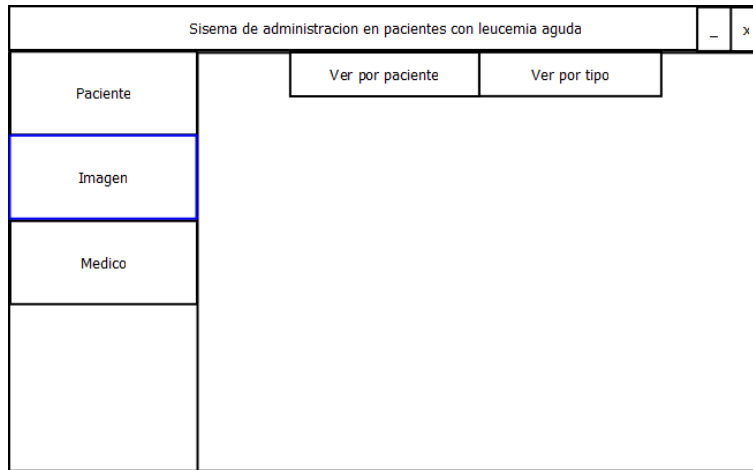 Sisema de administracion en pacientes con leucemia aguda
_
x
Paciente
Ver por paciente
Ver por tipo
Imagen
Medico